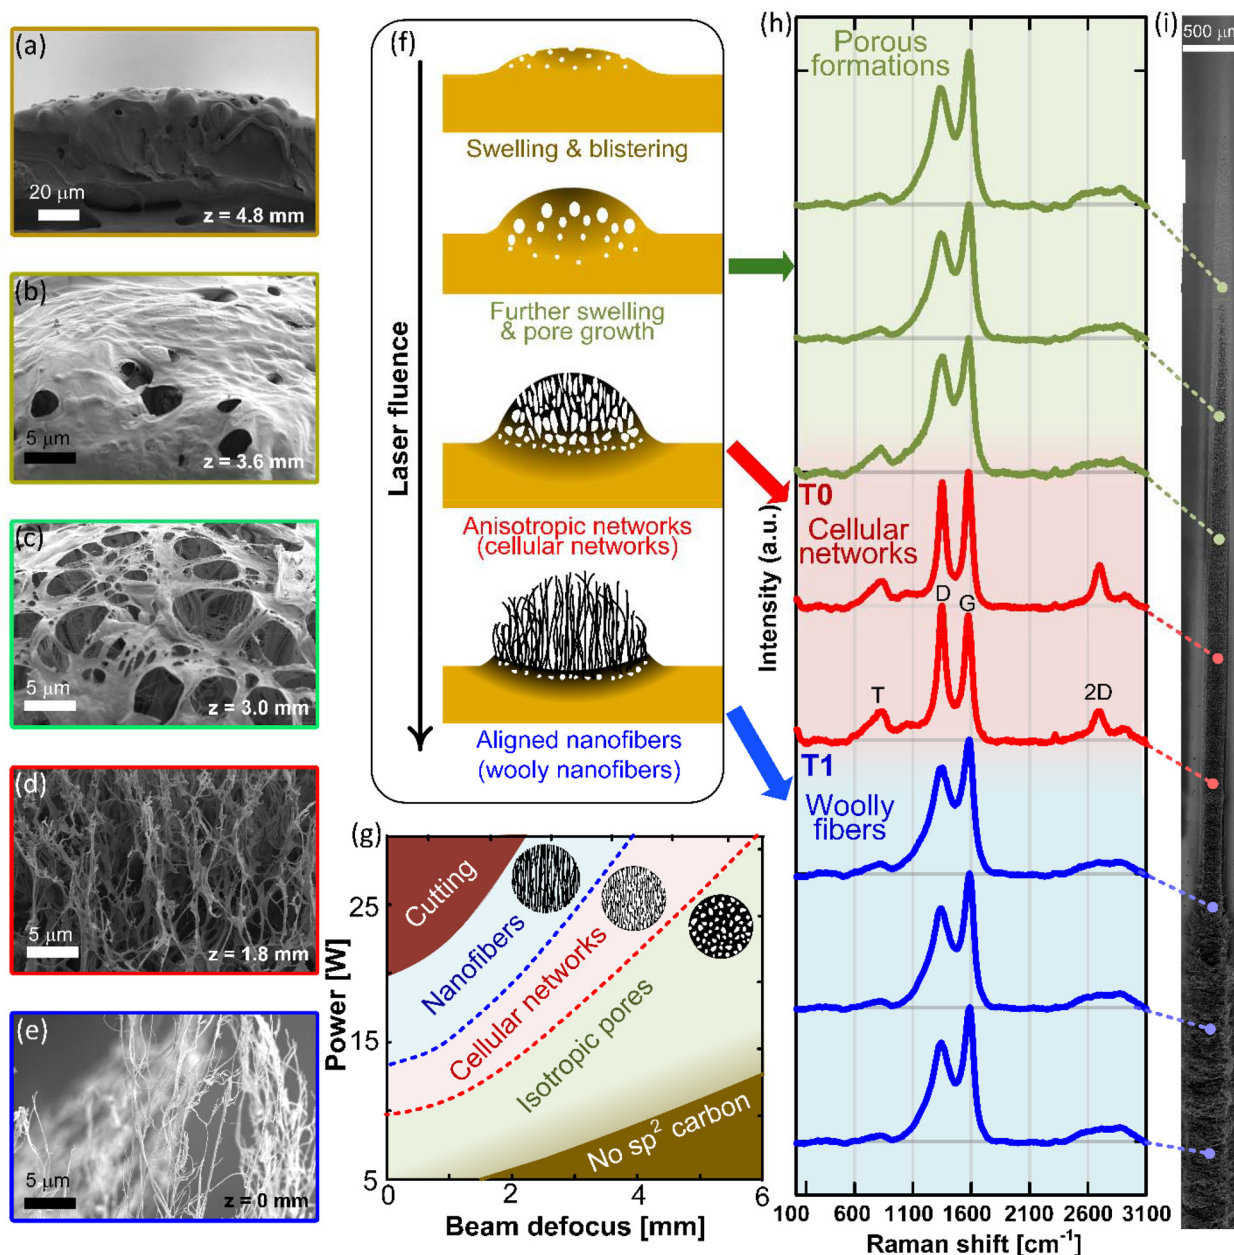 (a)
20 μm
z = 4.8 mm
(b)
5 μm
z = 3.6 mm
(c)
5 μm
z = 3.0 mm
(d)
5 μm
z = 1.8 mm
(e)
5 μm
z = 0 mm
(f)
Laser fluence
Swelling & blistering
Further swelling
& pore growth
Anisotropic networks
(cellular networks)
Aligned nanofibers
(wooly nanofibers)
(g)
Power [W]
25
15
5
Cutting
Nanofibers
Cellular networks
Isotropic pores
No sp² carbon
0 2 4 6
Beam defocus [mm]
(h)
Intensity (a.u.)
Porous
formations
T0
Cellular
networks
D
G
T
2D
T1
Woolly
fibers
100 600 1100 1600 2100 2600 3100
Raman shift [cm⁻¹]
(i)
500 μm